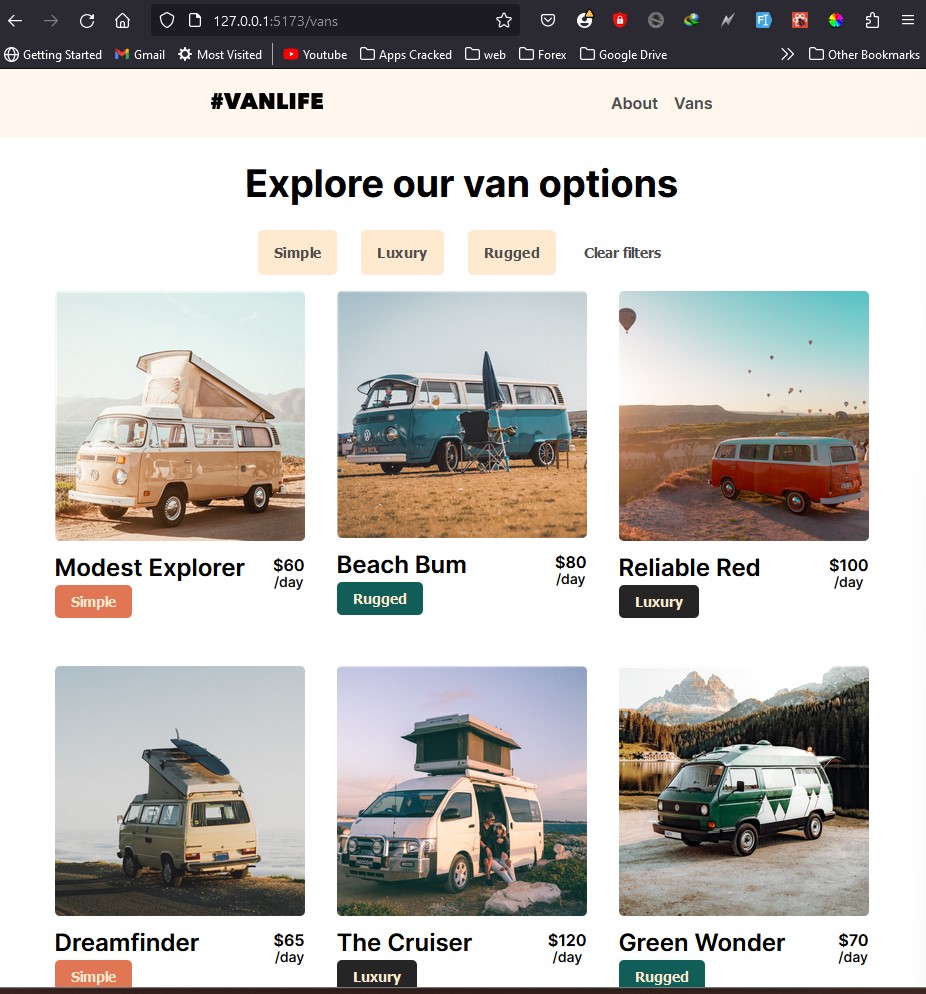 127.0.0.1:5173/vans
Getting Started Gmail Most Visited Youtube Apps Cracked web Forex Google Drive Other Bookmarks
#VANLIFE About Vans
Explore our van options
Simple Luxury Rugged Clear filters
Modest Explorer $60
/day
Simple
Beach Bum $80
/day
Rugged
Reliable Red $100
/day
Luxury
Dreamfinder $65
/day
Simple
The Cruiser $120
/day
Luxury
Green Wonder $70
/day
Rugged